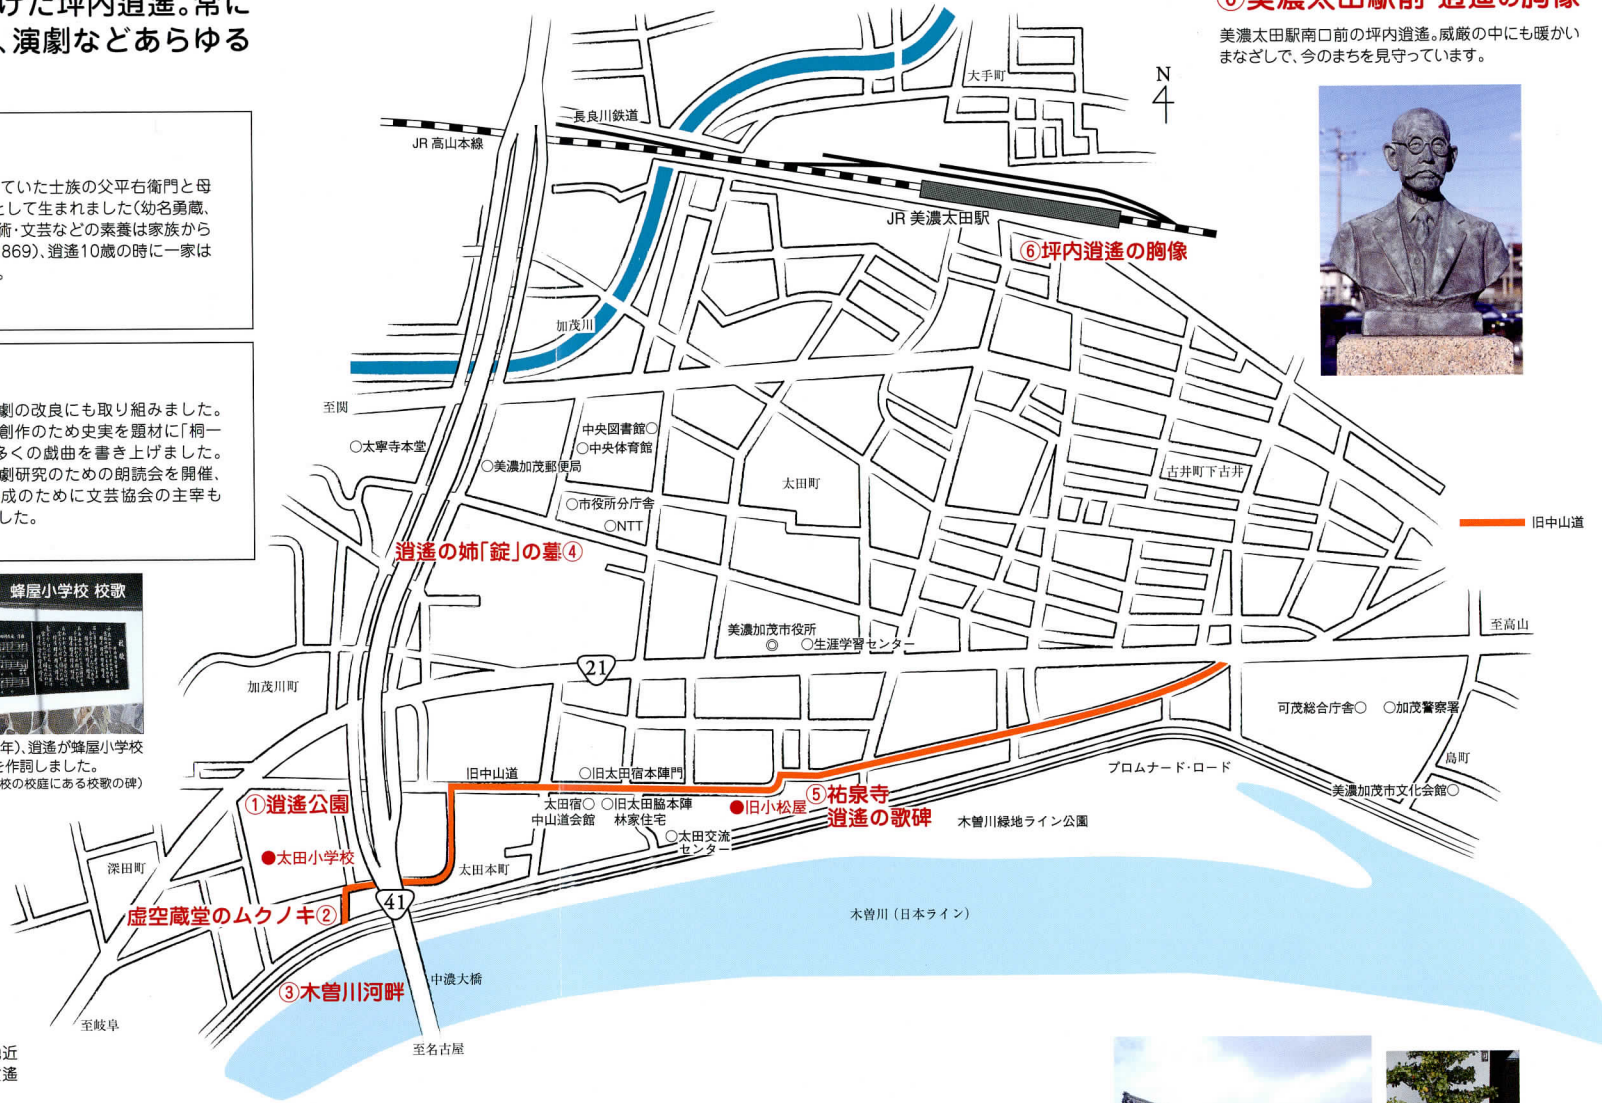 けた坪内逍遥。常に
、演劇などあらゆる
ていた士族の父平右衛門と母
として生まれました(幼名勇蔵、
術・文芸などの素養は家族から
869)、逍遥10歳の時に一家は
。
劇の改良にも取り組みました。
創作のため史実を題材に「桐一
多くの戯曲を書き上げました。
劇研究のための朗読会を開催、
成のために文芸協会の主宰も
した。
蜂屋小学校 校歌
年)、逍遥が蜂屋小学校
を作詞しました。
校の校庭にある校歌の碑)
近
遙
⑥美濃太田駅前 逍遥の胸像
美濃太田駅南口前の坪内逍遥。威厳の中にも暖かい
まなざしで、今のまちを見守っています。
N
大手町
長良川鉄道
JR 高山本線
JR 美濃太田駅
⑥坪内逍遥の胸像
加茂川
至関
○太寧寺本堂
中央図書館○
○中央体育館
○美濃加茂郵便局
太田町
古井町下古井
○市役所分庁舎
○NTT
旧中山道
逍遥の姉「錠」の墓④
美濃加茂市役所
◎ ○生涯学習センター
至高山
21
加茂川町
可茂総合庁舎○ ○加茂警察署
島町
プロムナード・ロード
美濃加茂市文化会館○
旧中山道
○旧太田宿本陣門
①逍遥公園
太田宿○
中山道会館
○旧太田脇本陣
林家住宅
●旧小松屋
⑤祐泉寺
逍遥の歌碑
木曽川緑地ライン公園
○太田交流
センター
●太田小学校
深田町
太田本町
虚空蔵堂のムクノキ②
41
木曽川(日本ライン)
中濃大橋
③木曽川河畔
至岐阜
至名古屋